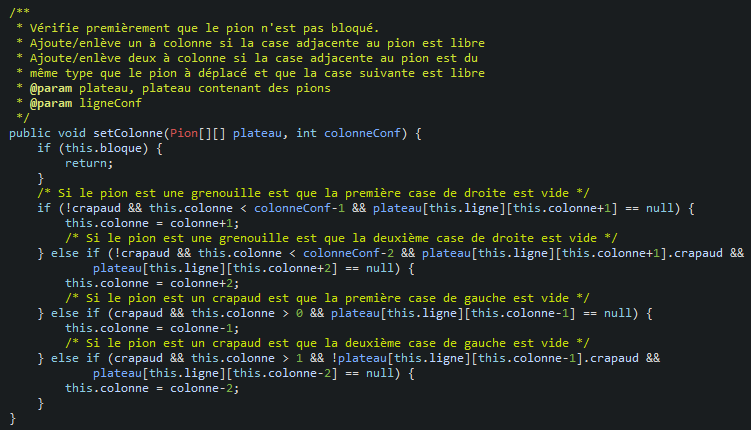 /**
 * Vérifie premièrement que le pion n'est pas bloqué.
 * Ajoute/enlève un à colonne si la case adjacente au pion est libre
 * Ajoute/enlève deux à colonne si la case adjacente au pion est du
 * même type que le pion à déplacé et que la case suivante est libre
 * @param plateau, plateau contenant des pions
 * @param ligneConf
 */
public void setColonne(Pion[][] plateau, int colonneConf) {
    if (this.bloque) {
        return;
    }
    /* Si le pion est une grenouille est que la première case de droite est vide */
    if (!crapaud && this.colonne < colonneConf-1 && plateau[this.ligne][this.colonne+1] == null) {
        this.colonne = colonne+1;
        /* Si le pion est une grenouille est que la deuxième case de droite est vide */
    } else if (!crapaud && this.colonne < colonneConf-2 && plateau[this.ligne][this.colonne+1].crapaud &&
            plateau[this.ligne][this.colonne+2] == null) {
        this.colonne = colonne+2;
        /* Si le pion est un crapaud est que la première case de gauche est vide */
    } else if (crapaud && this.colonne > 0 && plateau[this.ligne][this.colonne-1] == null) {
        this.colonne = colonne-1;
        /* Si le pion est un crapaud est que la deuxième case de gauche est vide */
    } else if (crapaud && this.colonne > 1 && !plateau[this.ligne][this.colonne-1].crapaud &&
            plateau[this.ligne][this.colonne-2] == null) {
        this.colonne = colonne-2;
    }
}